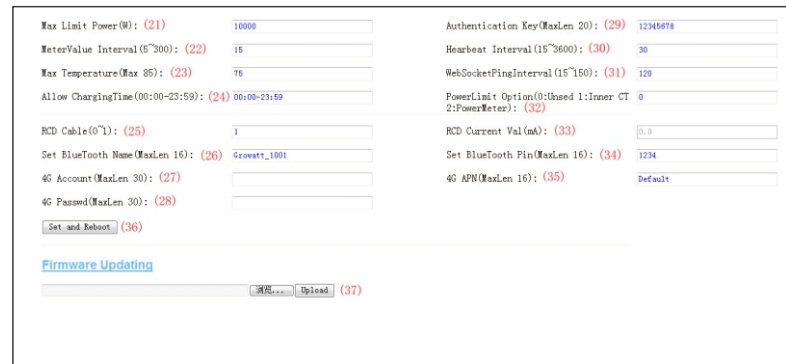 Max Limit Power(W): (21) 10000 Authentication Key(MaxLen 20): (29) 12345678
MeterValue Interval(5~300): (22) 15 Hearbeat Interval(15~3600): (30) 30
Max Temperature(Max 85): (23) 75 WebSocketPingInterval(15~150): (31) 120
Allow ChargingTime(00:00-23:59): (24) 00:00-23:59 PowerLimit Option(0:Unsed 1:Inner CT 0
2:PowerMeter): (32)
RCD Cable(0~1): (25) 1 RCD Current Val(mA): (33) 0.0
Set BlueTooth Name(MaxLen 16): (26) Growatt_1001 Set BlueTooth Pin(MaxLen 16): (34) 1234
4G Account(MaxLen 30): (27) 4G APN(MaxLen 16): (35) Default
4G Passwd(MaxLen 30): (28)
Set and Reboot (36)
Firmware Updating
浏览... Upload (37)